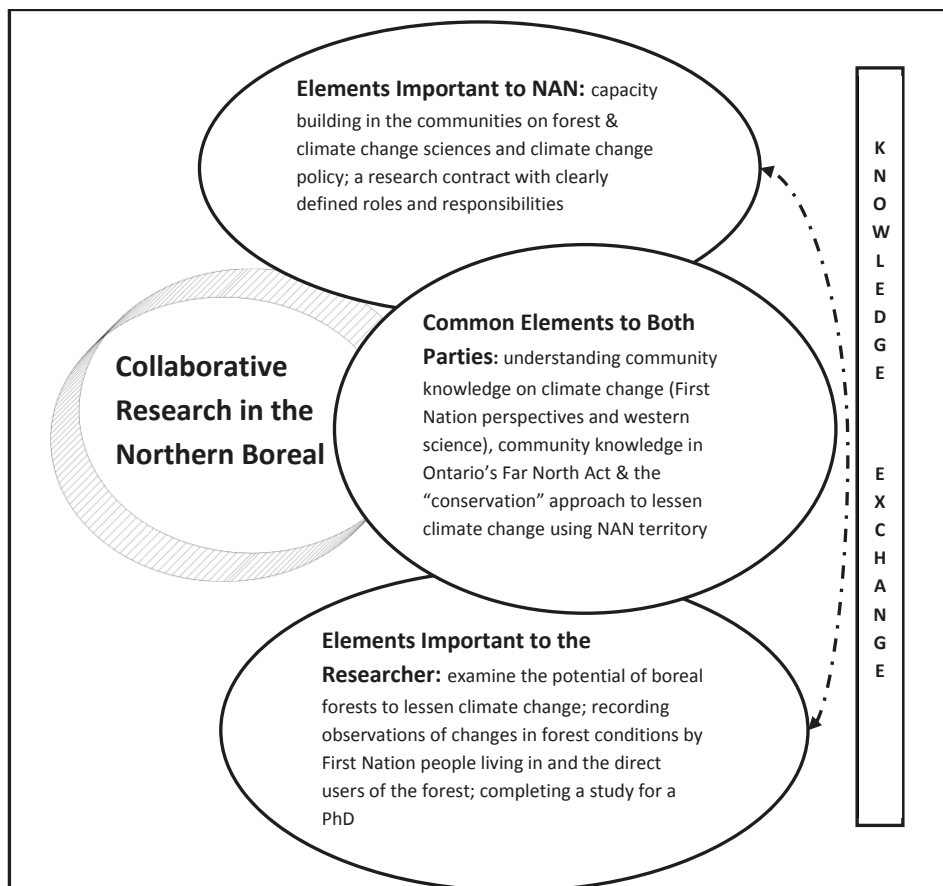 Elements Important to NAN: capacity
building in the communities on forest &
climate change sciences and climate change
policy; a research contract with clearly
defined roles and responsibilities
Collaborative
Research in the
Northern Boreal
Common Elements to Both
Parties: understanding community
knowledge on climate change (First
Nation perspectives and western
science), community knowledge in
Ontario’s Far North Act & the
“conservation” approach to lessen
climate change using NAN territory
Elements Important to the
Researcher: examine the potential of boreal
forests to lessen climate change; recording
observations of changes in forest conditions by
First Nation people living in and the direct
users of the forest; completing a study for a
PhD
KNOWLEDGE EXCHANGE